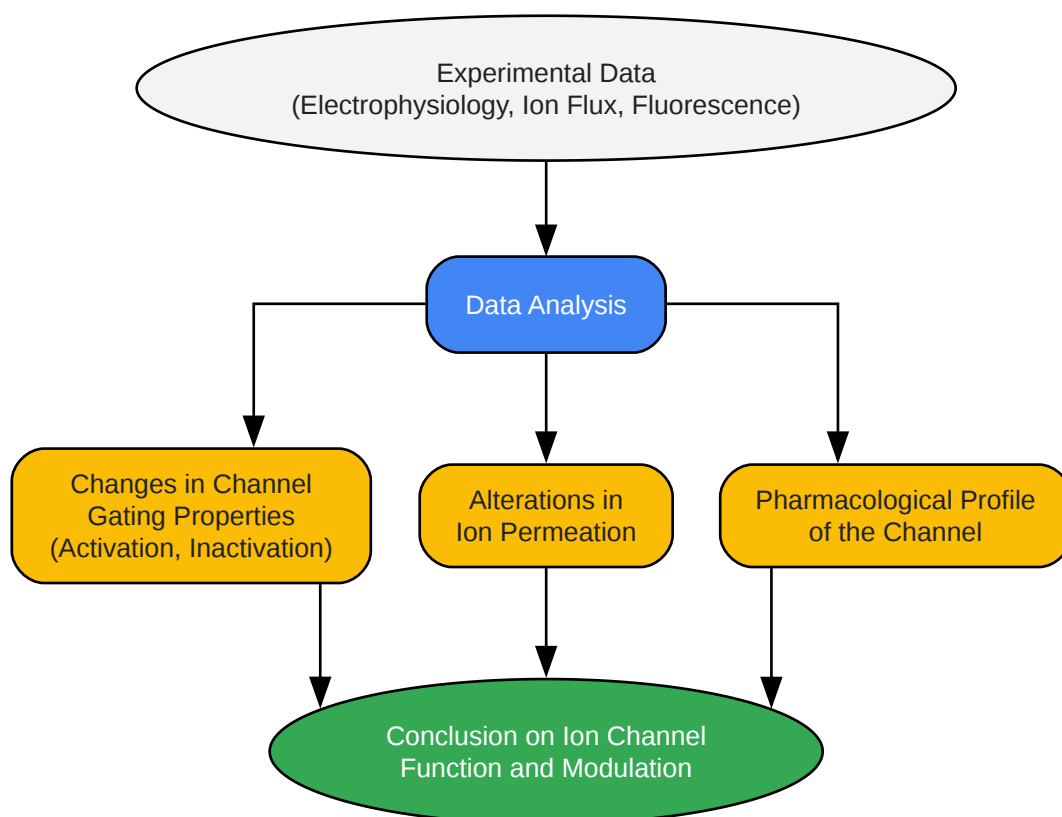 Experimental Data
(Electrophysiology, Ion Flux, Fluorescence)
Data Analysis
Changes in Channel
Gating Properties
(Activation, Inactivation)
Alterations in
Ion Permeation
Pharmacological Profile
of the Channel
Conclusion on Ion Channel
Function and Modulation